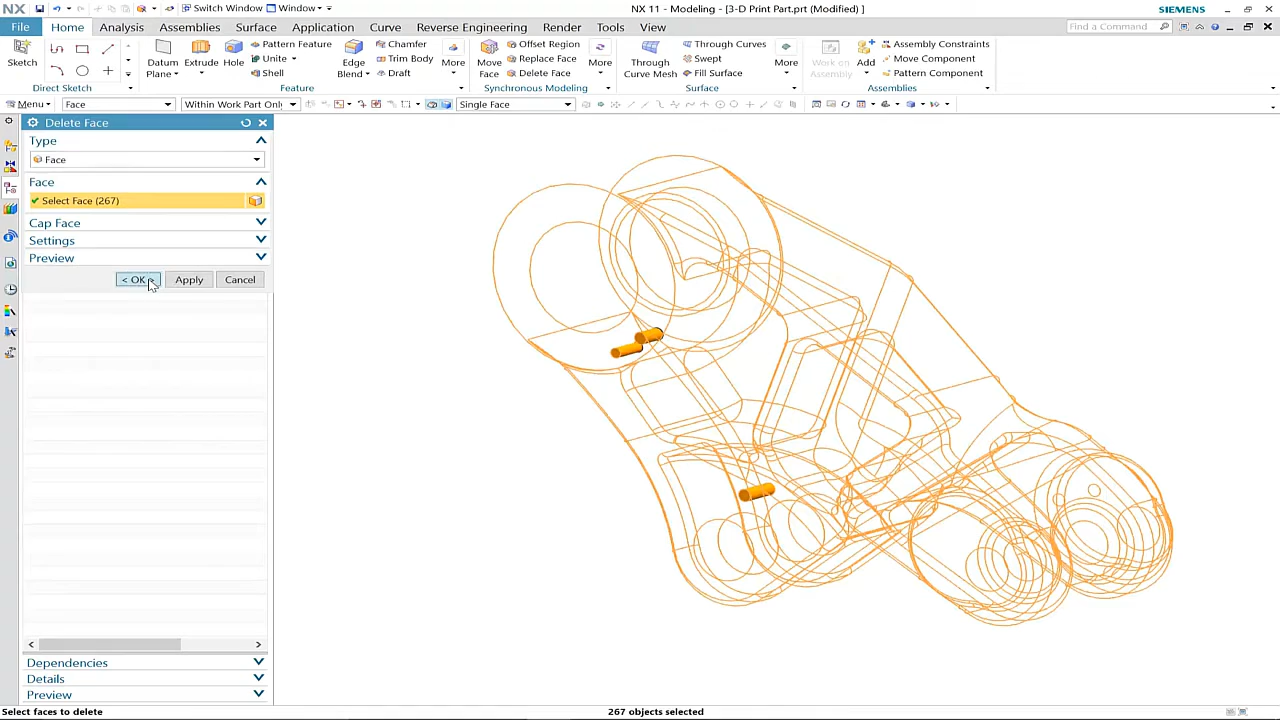 NX
Switch Window
Window
NX 11 - Modeling - [3-D Print Part.prt (Modified) ]
SIEMENS
File
Home
Analysis
Assemblies
Surface
Application
Curve
Reverse Engineering
Render
Tools
View
Find a Command
Sketch
Datum Plane
Extrude
Hole
Pattern Feature
Unite
Shell
Edge Blend
Chamfer
Trim Body
Draft
More
Move Face
Offset Region
Replace Face
Delete Face
More
Through Curve Mesh
Through Curves
Swept
Fill Surface
More
Work on Assembly
Add
Assembly Constraints
Move Component
Pattern Component
Direct Sketch
Feature
Synchronous Modeling
Surface
Assemblies
Menu
Face
Within Work Part Only
Single Face
Delete Face
Type
Face
Face
Select Face (267)
Cap Face
Settings
Preview
< OK >
Apply
Cancel
Dependencies
Details
Preview
Select faces to delete
267 objects selected